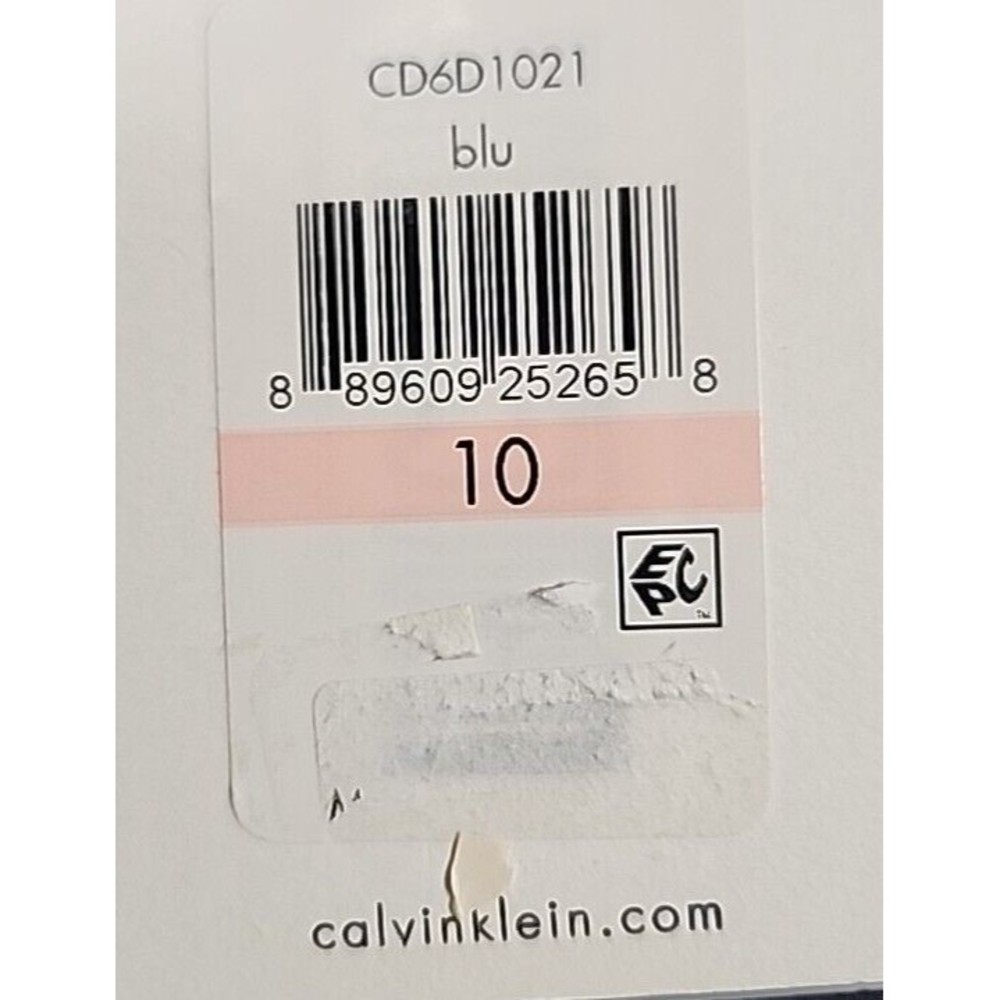 CD6D1021
blu
8 89609 25265 8
10
EPC
calvinklein.com